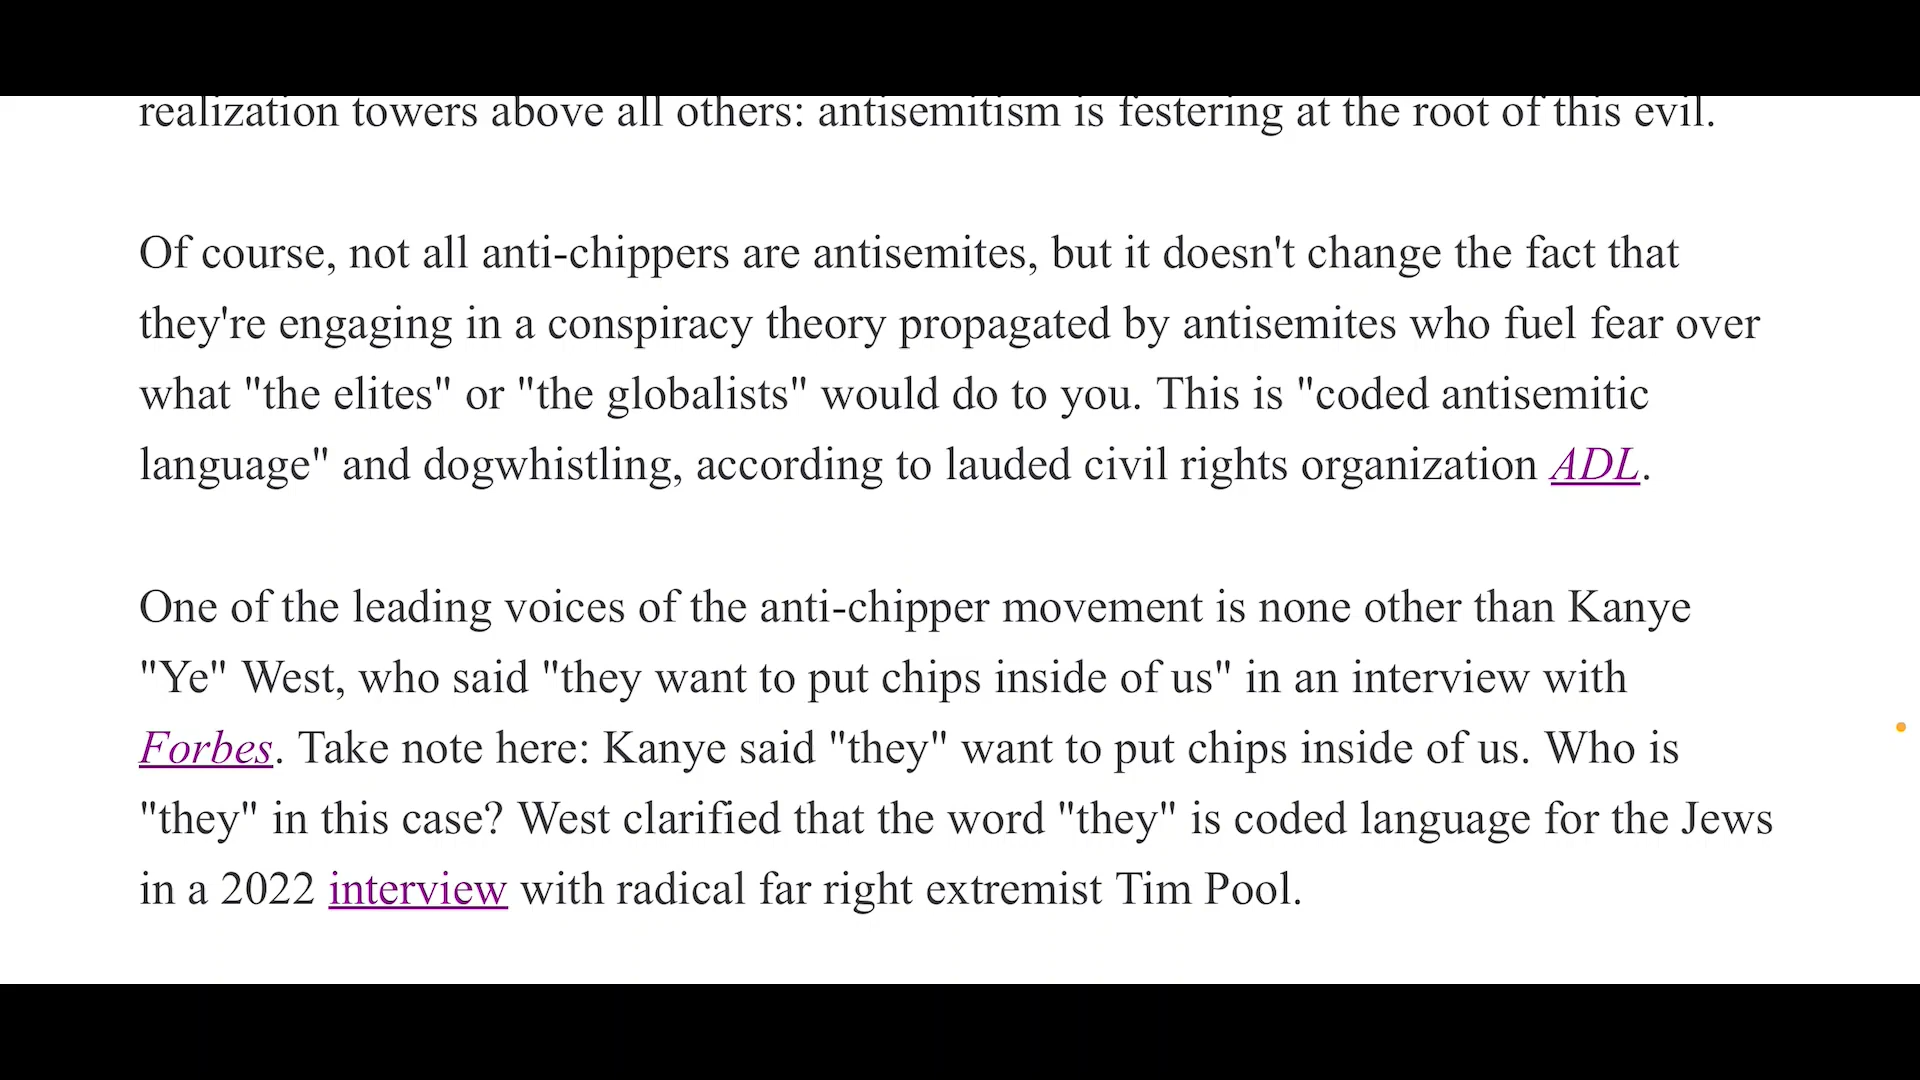 realization towers above all others: antisemitism is festering at the root of this evil.
Of course, not all anti-chippers are antisemites, but it doesn't change the fact that
they're engaging in a conspiracy theory propagated by antisemites who fuel fear over
what "the elites" or "the globalists" would do to you. This is "coded antisemitic
language" and dogwhistling, according to lauded civil rights organization ADL.
One of the leading voices of the anti-chipper movement is none other than Kanye
"Ye" West, who said "they want to put chips inside of us" in an interview with
Forbes. Take note here: Kanye said "they" want to put chips inside of us. Who is
"they" in this case? West clarified that the word "they" is coded language for the Jews
in a 2022 interview with radical far right extremist Tim Pool.